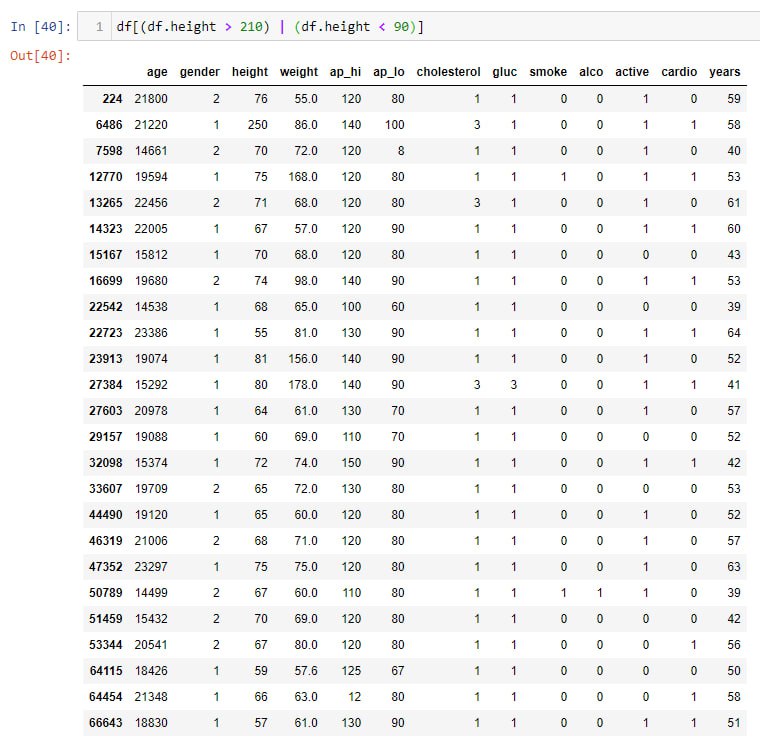 In [40]: 1 df[(df.height > 210) | (df.height < 90)]
Out[40]:
age gender height weight ap_hi ap_lo cholesterol gluc smoke alco active cardio years
224 21800 2 76 55.0 120 80 1 1 0 0 1 0 59
6486 21220 1 250 86.0 140 100 3 1 0 0 1 1 58
7598 14661 2 70 72.0 120 8 1 1 0 0 1 0 40
12770 19594 1 75 168.0 120 80 1 1 1 0 1 1 53
13265 22456 2 71 68.0 120 80 3 1 0 0 1 0 61
14323 22005 1 67 57.0 120 90 1 1 0 0 1 1 60
15167 15812 1 70 68.0 120 80 1 1 0 0 0 0 43
16699 19680 2 74 98.0 140 90 1 1 0 0 1 1 53
22542 14538 1 68 65.0 100 60 1 1 0 0 0 0 39
22723 23386 1 55 81.0 130 90 1 1 0 0 1 1 64
23913 19074 1 81 156.0 140 90 1 1 0 0 1 0 52
27384 15292 1 80 178.0 140 90 3 3 0 0 1 1 41
27603 20978 1 64 61.0 130 70 1 1 0 0 1 0 57
29157 19088 1 60 69.0 110 70 1 1 0 0 0 0 52
32098 15374 1 72 74.0 150 90 1 1 0 0 1 1 42
33607 19709 2 65 72.0 130 80 1 1 0 0 0 0 53
44490 19120 1 65 60.0 120 80 1 1 0 0 1 0 52
46319 21006 2 68 71.0 120 80 1 1 0 0 1 0 57
47352 23297 1 75 75.0 120 80 1 1 0 0 1 0 63
50789 14499 2 67 60.0 110 80 1 1 1 1 1 0 39
51459 15432 2 70 69.0 120 80 1 1 0 0 0 0 42
53344 20541 2 67 80.0 120 80 1 1 0 0 0 1 56
64115 18426 1 59 57.6 125 67 1 1 0 0 0 0 50
64454 21348 1 66 63.0 12 80 1 1 0 0 0 1 58
66643 18830 1 57 61.0 130 90 1 1 0 0 1 1 51